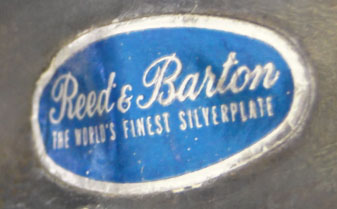 Reed & Barton
THE WORLD'S FINEST SILVERPLATE